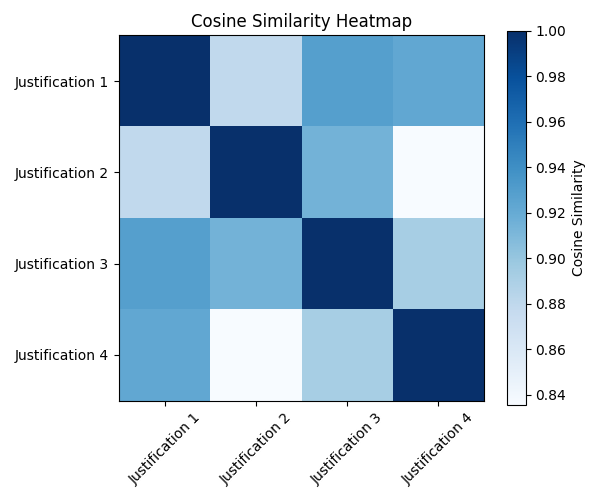 Cosine Similarity Heatmap
Justification 1
Justification 2
Justification 3
Justification 4
Justification 1
Justification 2
Justification 3
Justification 4
1.00
0.98
0.96
0.94
0.92
0.90
0.88
0.86
0.84
Cosine Similarity